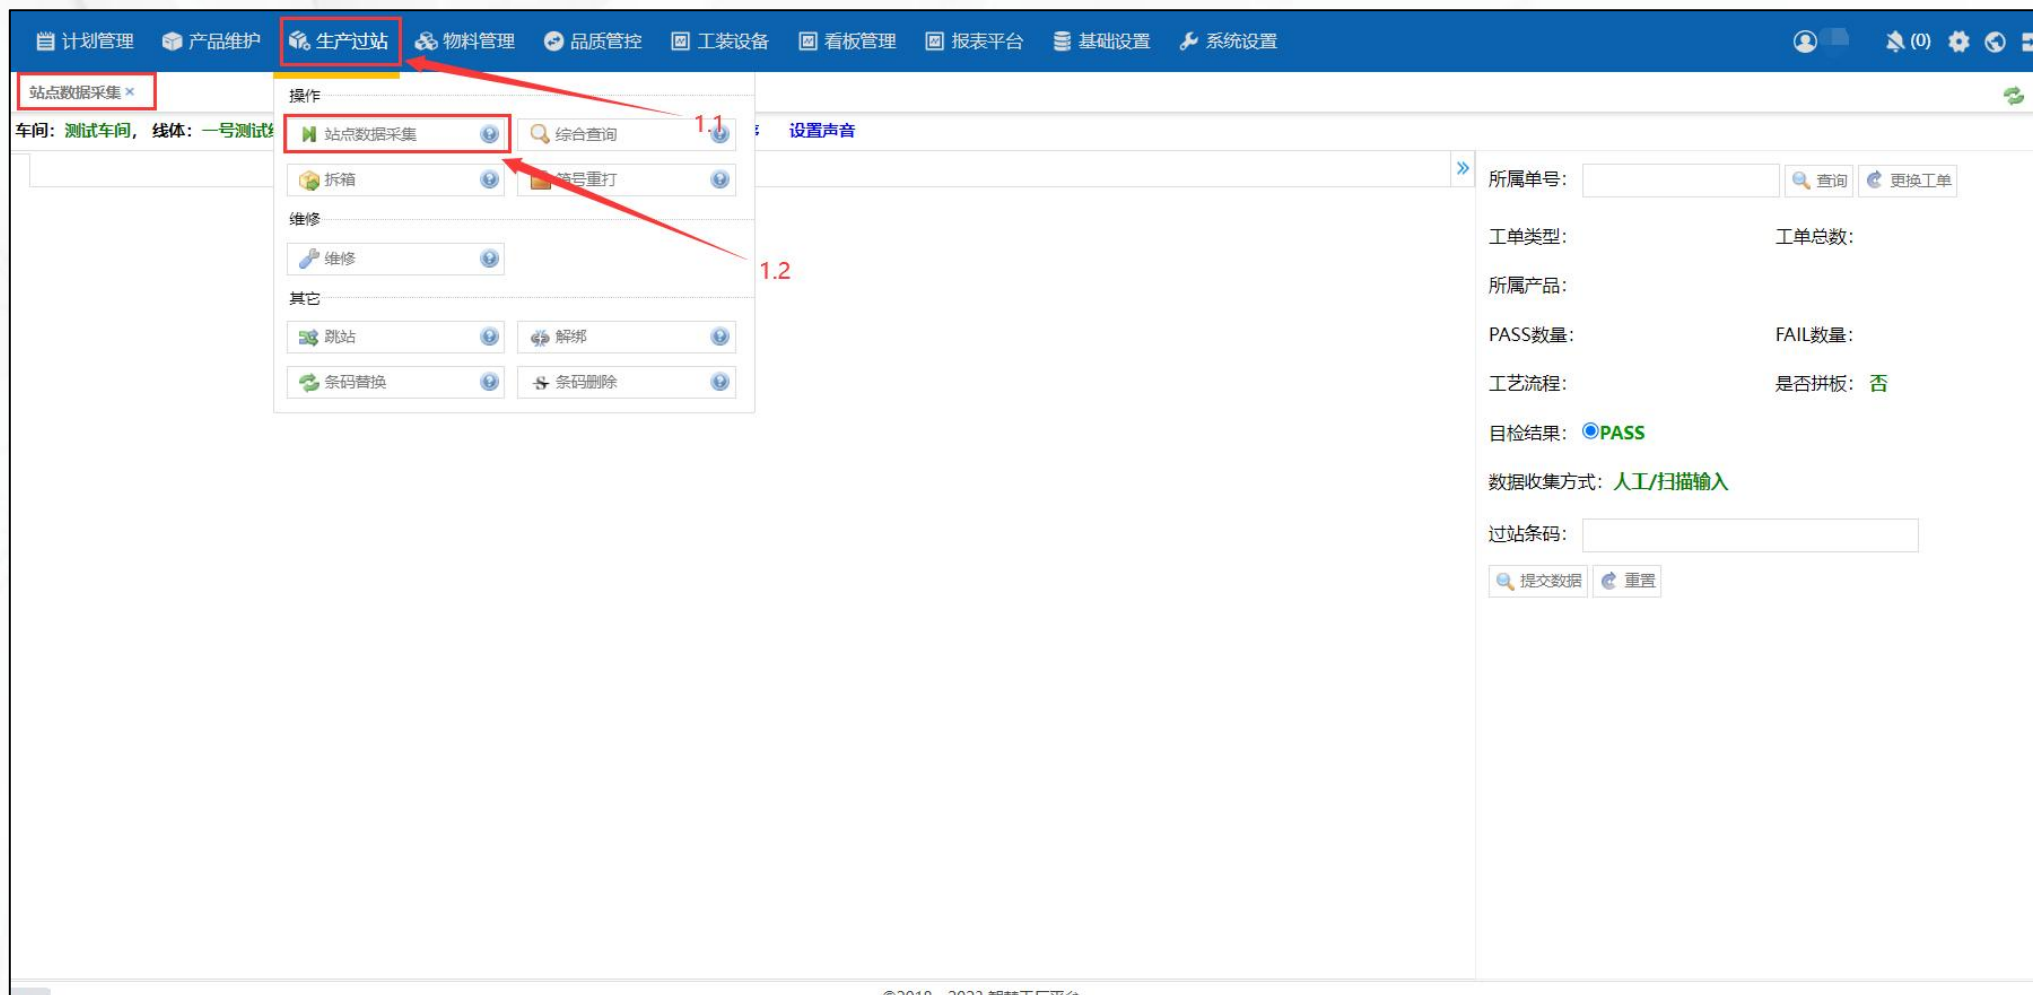 计划管理 产品维护 生产过站 物料管理 品质管控 工装设备 看板管理 报表平台 基础设置 系统设置 (0)
站点数据采集 ×
操作
车间：测试车间， 线体：一号测试 设置声音
站点数据采集 综合查询 1.1
拆箱 箱号重打
维修
维修
1.2
其它
跳站 解绑
条码替换 条码删除
所属单号： 查询 更换工单
工单类型： 工单总数：
所属产品：
PASS数量： FAIL数量：
工艺流程： 是否拼板： 否
目检结果： PASS
数据收集方式：人工/扫描输入
过站条码：
提交数据 重置